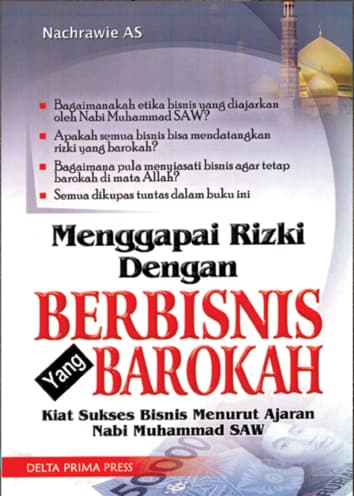 Nachrawie AS
Bagaimanakah etika bisnis yang diajarkan
oleh Nabi Muhammad SAW?
Apakah semua bisnis bisa mendatangkan
rizki yang barokah?
Bagaimana pula menyiasati bisnis agar tetap
barokah di mata Allah?
Semua dikupas tuntas dalam buku ini
Menggapai Rizki
Dengan
BERBISNIS
Yang
BAROKAH
Kiat Sukses Bisnis Menurut Ajaran
Nabi Muhammad SAW
DELTA PRIMA PRESS